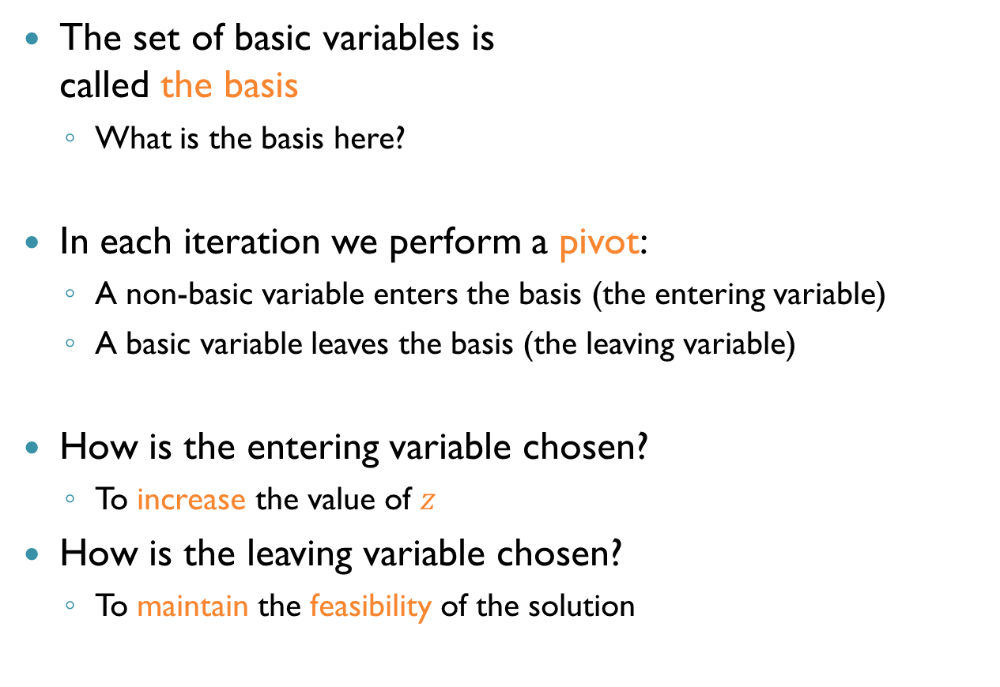 • The set of basic variables is
called the basis
◦ What is the basis here?
• In each iteration we perform a pivot:
◦ A non-basic variable enters the basis (the entering variable)
◦ A basic variable leaves the basis (the leaving variable)
• How is the entering variable chosen?
◦ To increase the value of z
• How is the leaving variable chosen?
◦ To maintain the feasibility of the solution